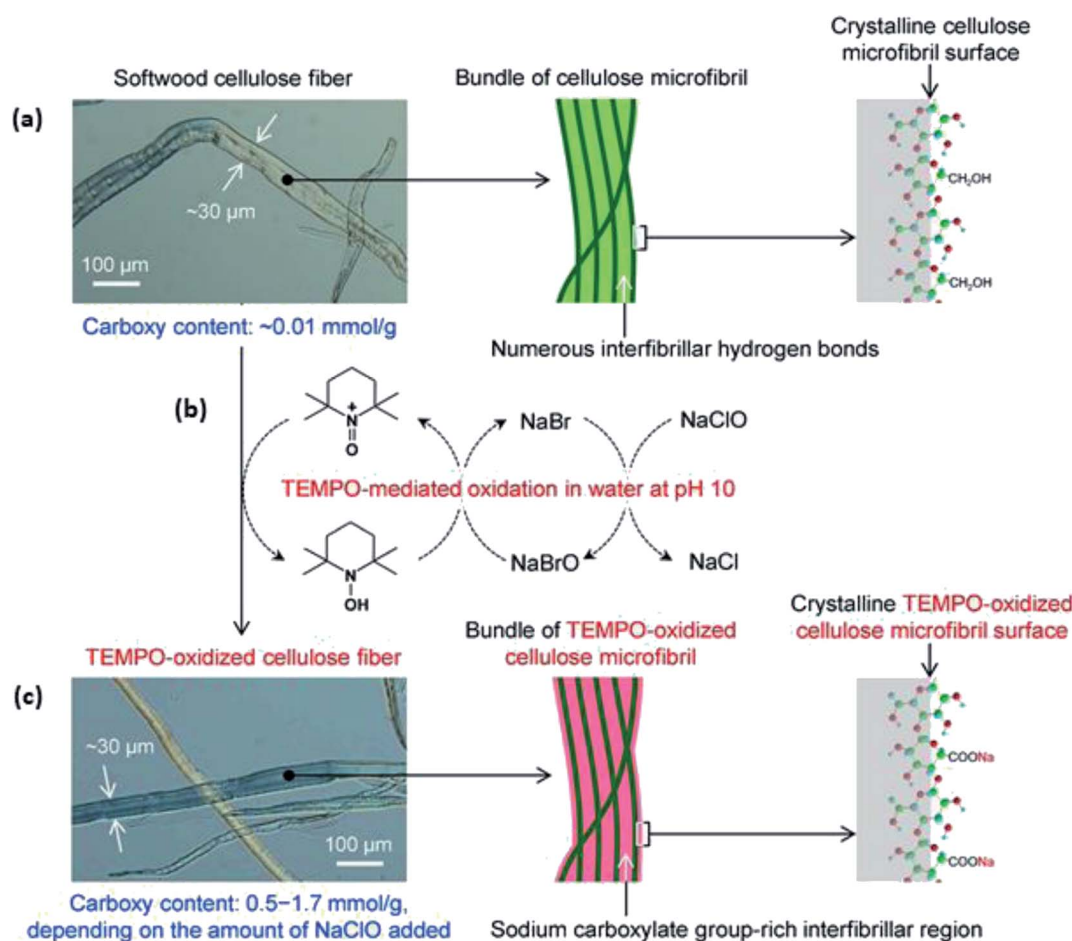 Crystalline cellulose
microfibril surface
Softwood cellulose fiber
Bundle of cellulose microfibril
(a)
~30 µm
100 µm
CH₂OH
CH₂OH
Carboxy content: ~0.01 mmol/g
Numerous interfibrillar hydrogen bonds
(b)
N
+
O
NaBr
NaClO
TEMPO-mediated oxidation in water at pH 10
N
OH
NaBrO
NaCl
Crystalline TEMPO-oxidized
cellulose microfibril surface
Bundle of TEMPO-oxidized
cellulose microfibril
TEMPO-oxidized cellulose fiber
(c)
~30 µm
100 µm
COONa
COONa
Carboxy content: 0.5−1.7 mmol/g,
depending on the amount of NaClO added
Sodium carboxylate group-rich interfibrillar region